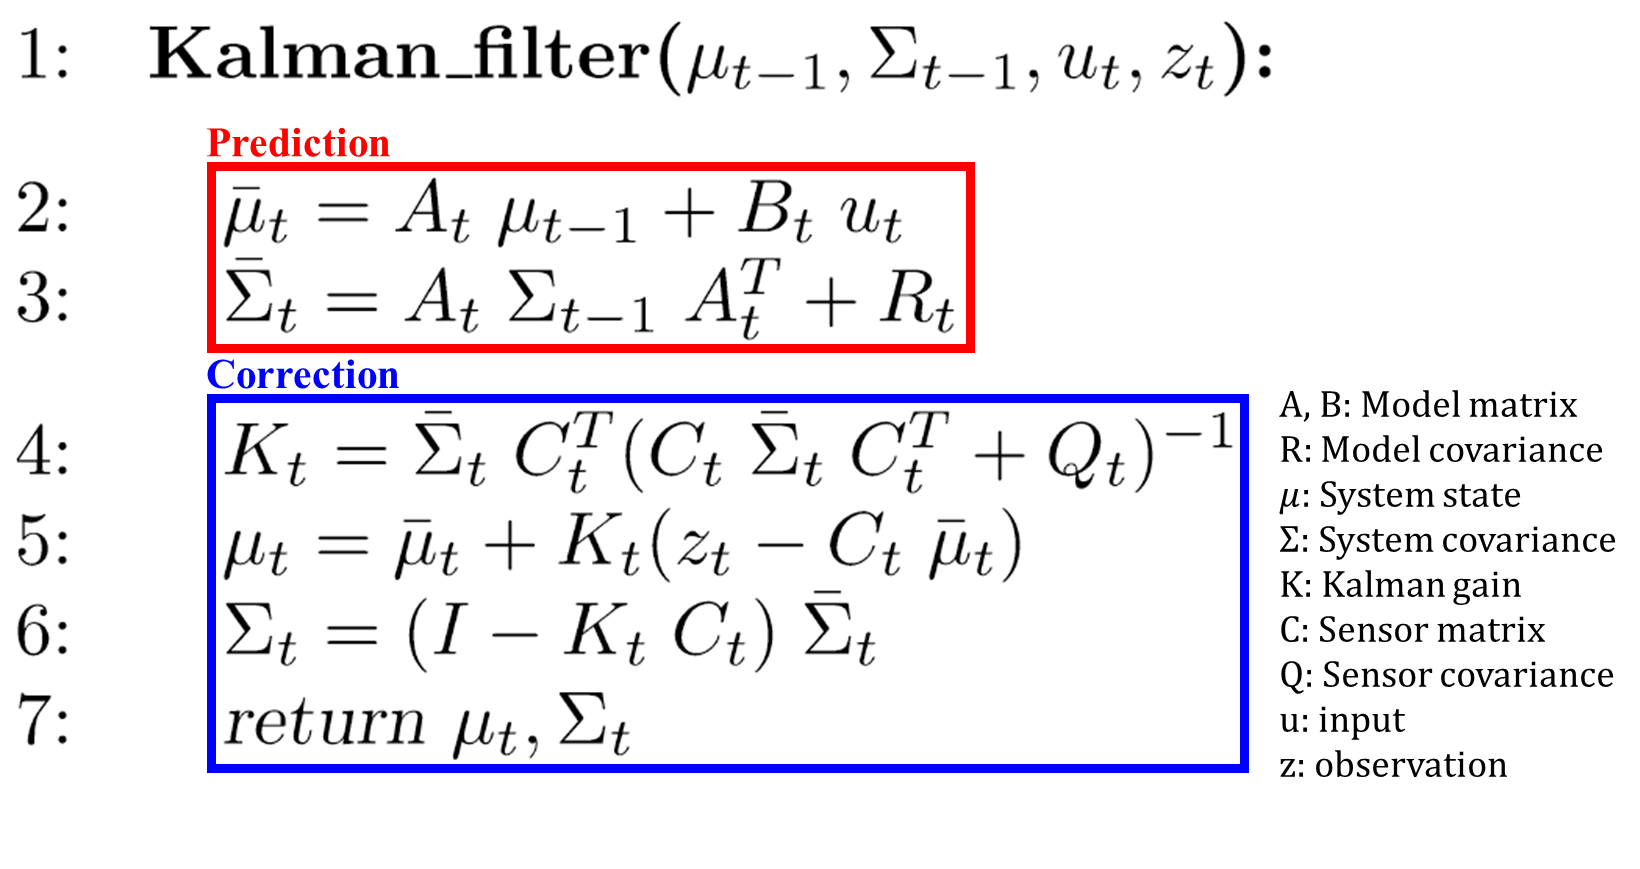 1: Kalman_filter(μ_{t−1}, Σ_{t−1}, u_t, z_t):
Prediction
2: μ̄_t = A_t μ_{t−1} + B_t u_t
3: Σ̄_t = A_t Σ_{t−1} A_t^T + R_t
Correction
4: K_t = Σ̄_t C_t^T (C_t Σ̄_t C_t^T + Q_t)^{−1}
5: μ_t = μ̄_t + K_t(z_t − C_t μ̄_t)
6: Σ_t = (I − K_t C_t) Σ̄_t
7: return μ_t, Σ_t
A, B: Model matrix
R: Model covariance
μ: System state
Σ: System covariance
K: Kalman gain
C: Sensor matrix
Q: Sensor covariance
u: input
z: observation